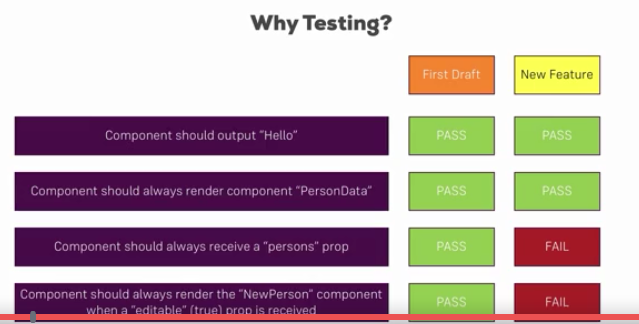 Why Testing?
First Draft New Feature
Component should output "Hello" PASS PASS
Component should always render component "PersonData" PASS PASS
Component should always receive a "persons" prop PASS FAIL
Component should always render the "NewPerson" component
when a "editable" (true) prop is received PASS FAIL